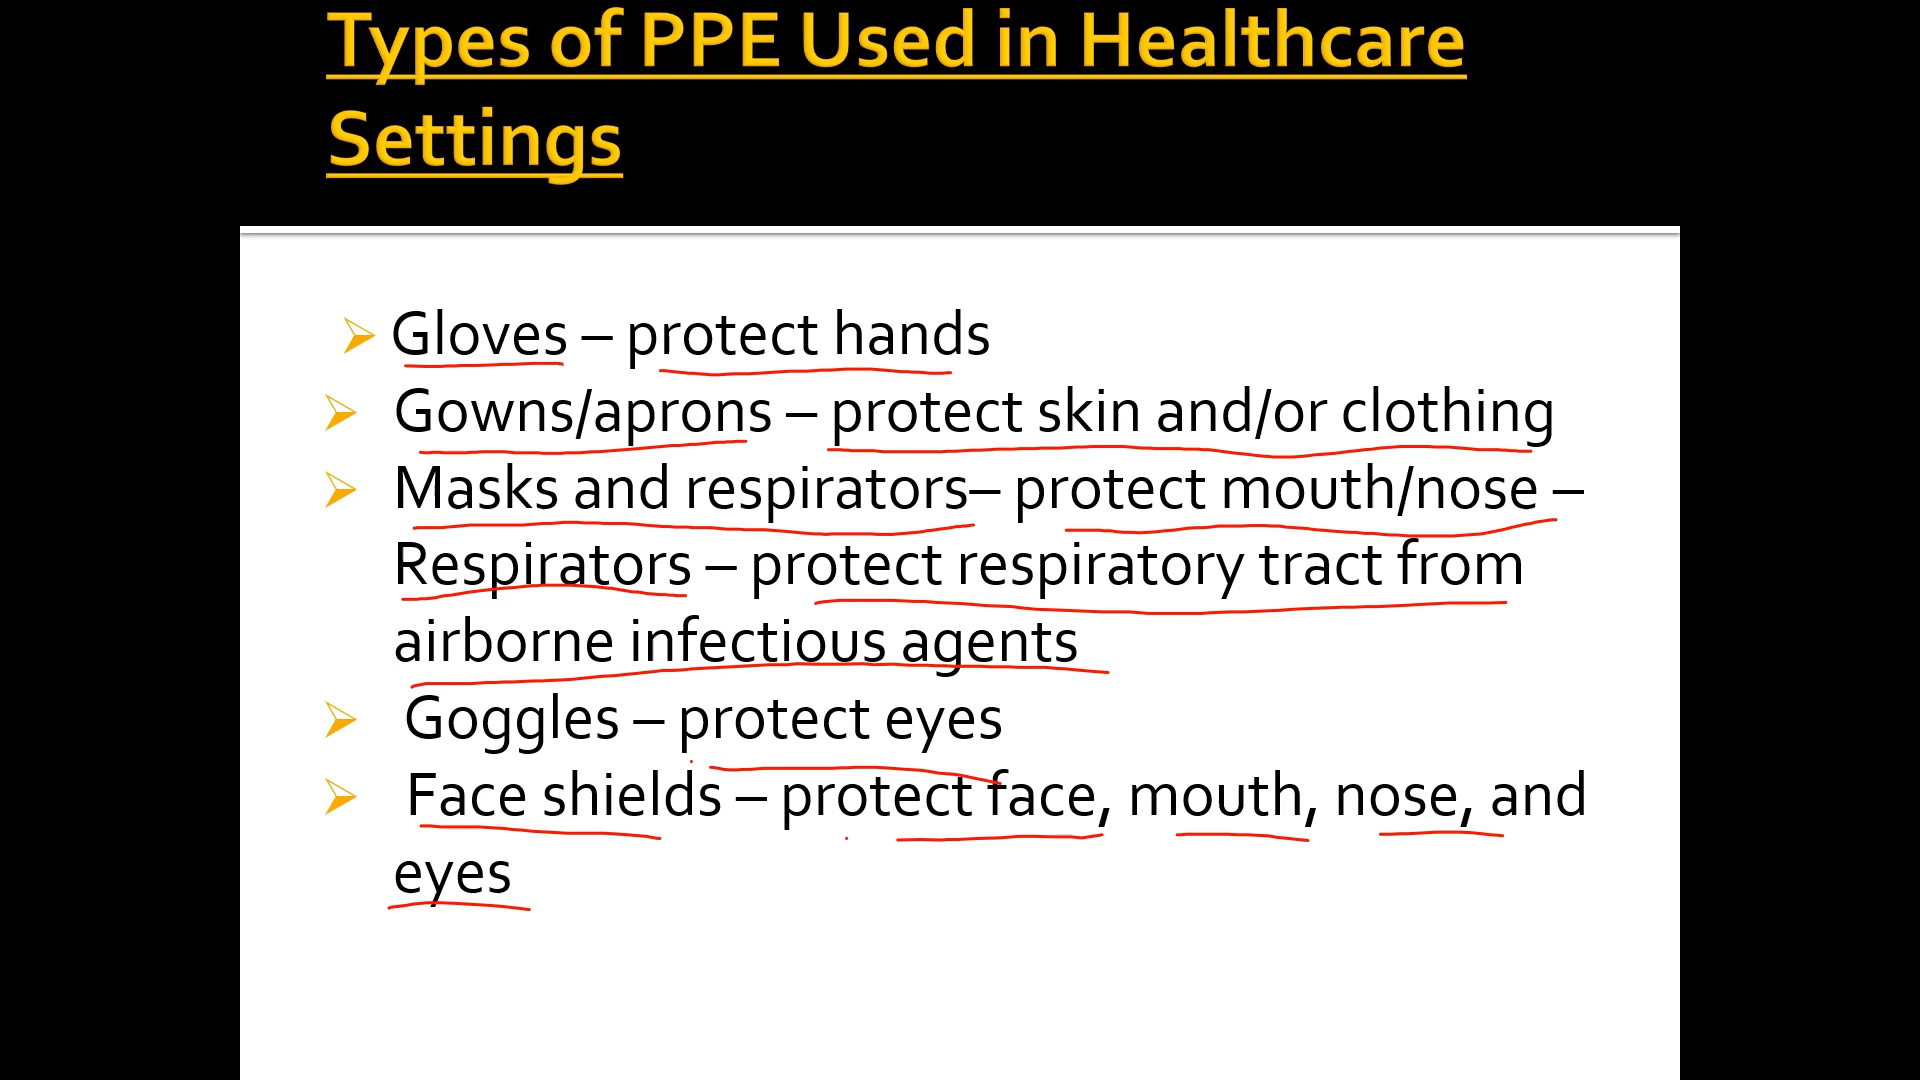 Types of PPE Used in Healthcare
Settings
Gloves – protect hands
Gowns/aprons – protect skin and/or clothing
Masks and respirators– protect mouth/nose –
Respirators – protect respiratory tract from
airborne infectious agents
Goggles – protect eyes
Face shields – protect face, mouth, nose, and
eyes